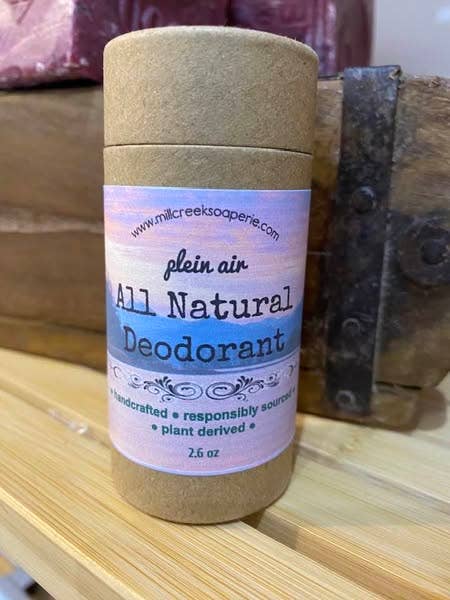 www.millcreeksoaperie.com
plein air
All Natural
Deodorant
• handcrafted • responsibly sourced •
• plant derived •
2.6 oz